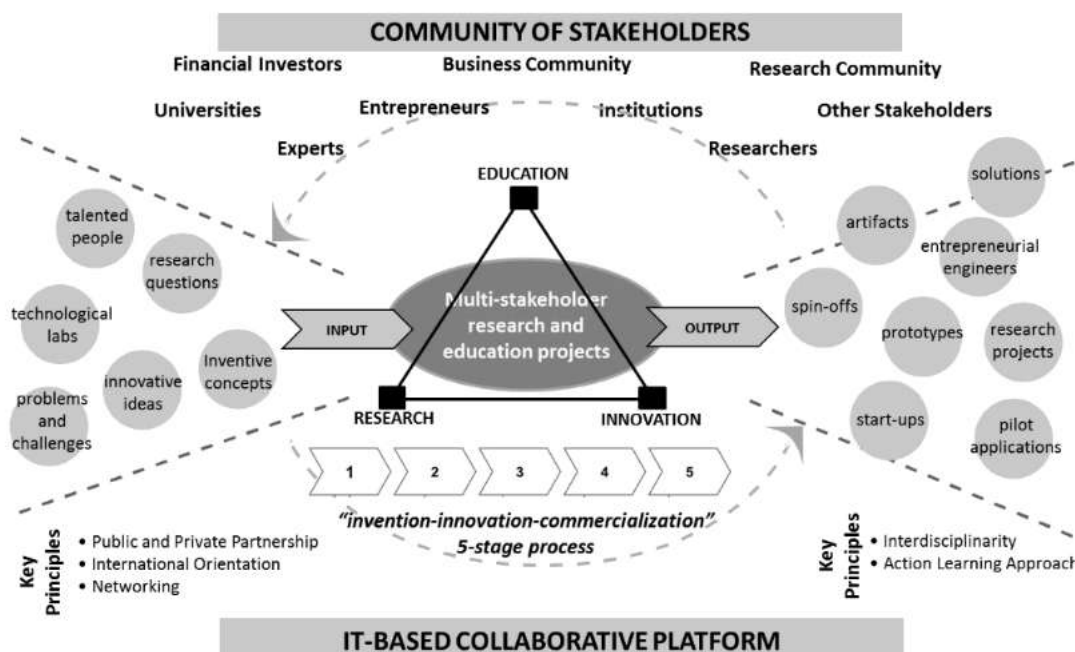 COMMUNITY OF STAKEHOLDERS
Financial Investors
Business Community
Research Community
Universities
Entrepreneurs
Institutions
Other Stakeholders
Experts
Researchers
EDUCATION
talented
people
research
questions
technological
labs
innovative
ideas
Inventive
concepts
problems and
challenges
INPUT
Multi-stakeholder
research and
education projects
OUTPUT
RESEARCH
INNOVATION
solutions
artifacts
entrepreneurial
engineers
spin-offs
prototypes
research
projects
start-ups
pilot
applications
1
2
3
4
5
“invention-innovation-commercialization”
5-stage process
Key
Principles
• Public and Private Partnership
• International Orientation
• Networking
Key
Principles
• Interdisciplinarity
• Action Learning Approach
IT-BASED COLLABORATIVE PLATFORM